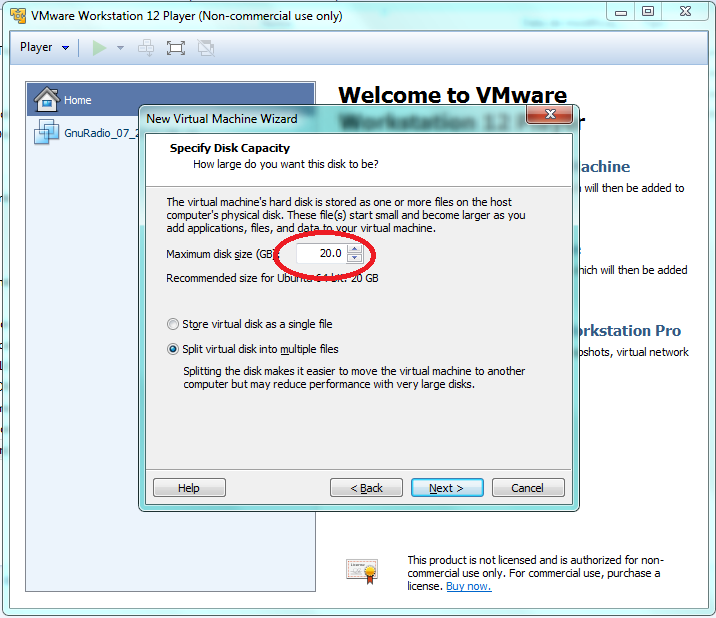 VMware Workstation 12 Player (Non-commercial use only)
Player
Home
GnuRadio_07_2
Welcome to VMware
Workstation 12 Player
achine
will then be added to
hich will then be added
orkstation Pro
pshots, virtual network
New Virtual Machine Wizard
Specify Disk Capacity
How large do you want this disk to be?
The virtual machine's hard disk is stored as one or more files on the host
computer's physical disk. These file(s) start small and become larger as you
add applications, files, and data to your virtual machine.
Maximum disk size (GB): 20.0
Recommended size for Ubuntu 64-bit: 20 GB
Store virtual disk as a single file
Split virtual disk into multiple files
Splitting the disk makes it easier to move the virtual machine to another
computer but may reduce performance with very large disks.
Help
< Back
Next >
Cancel
This product is not licensed and is authorized for non-
commercial use only. For commercial use, purchase a
license. Buy now.